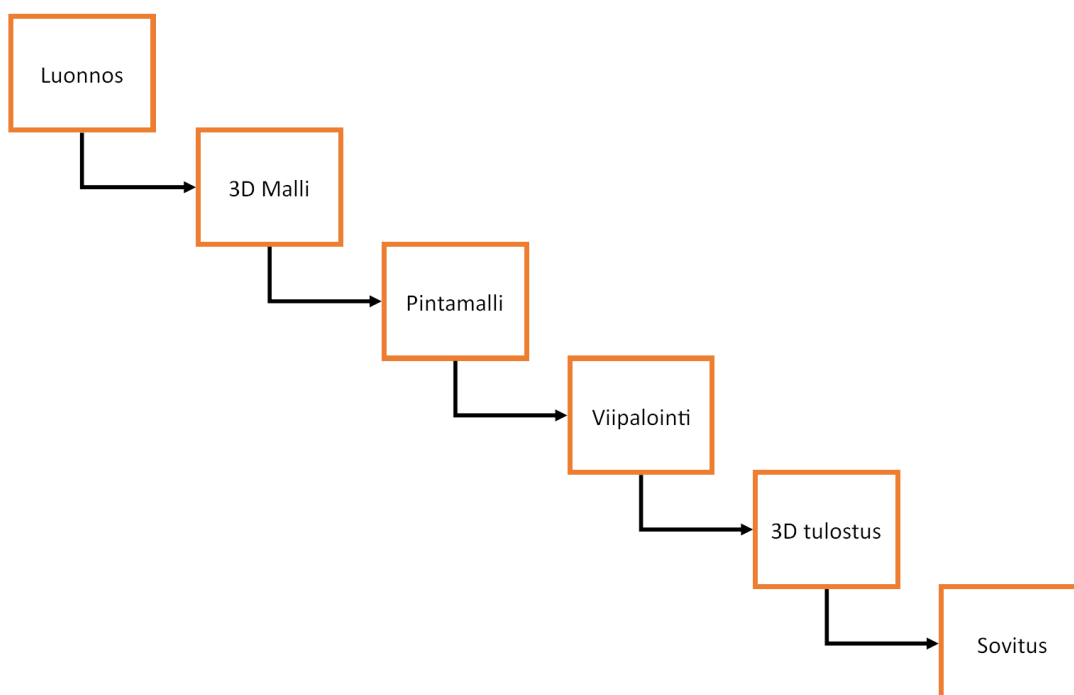 Luonnos
3D Malli
Pintamalli
Viipalointi
3D tulostus
Sovitus